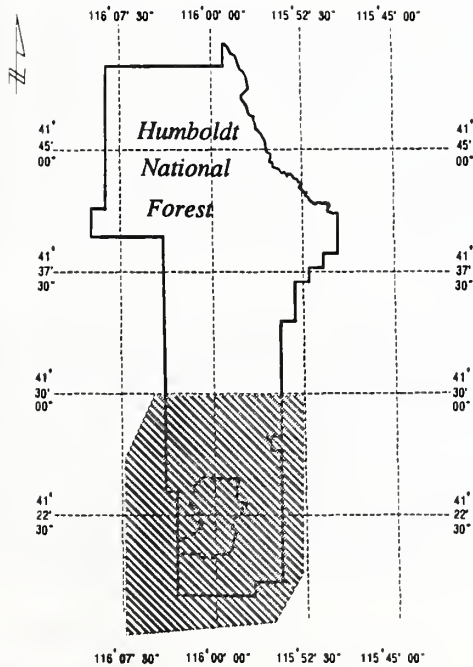 116° 07' 30" 116° 00' 00" 115° 52' 30" 115° 45' 00"
41° 45' 00" 41° 45' 00"
Humboldt
National
Forest
41° 37' 30" 41° 37' 30"
41° 30' 00" 41° 30' 00"
41° 22' 30" 41° 22' 30"
116° 07' 30" 116° 00' 00" 115° 52' 30" 115° 45' 00"